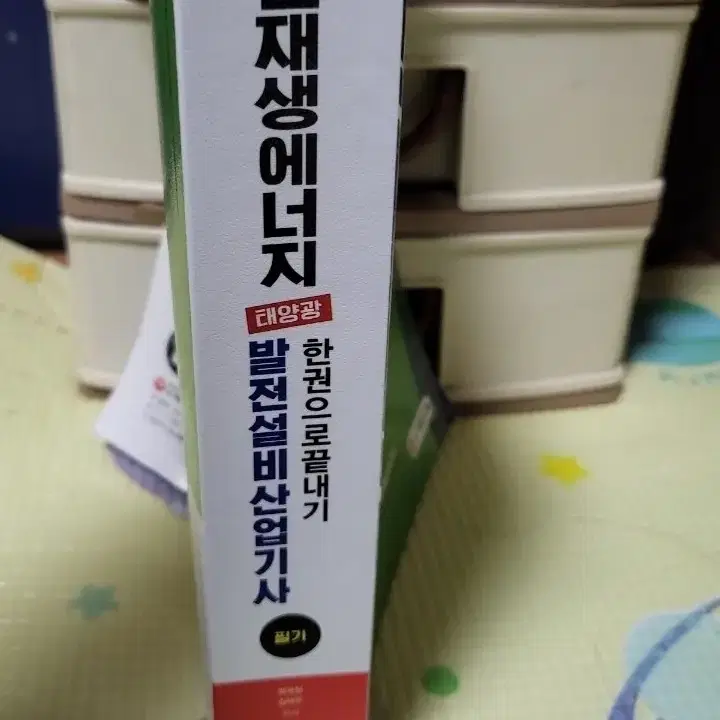 재생에너지
태양광
발전설비산업기사
한권으로끝내기
필기